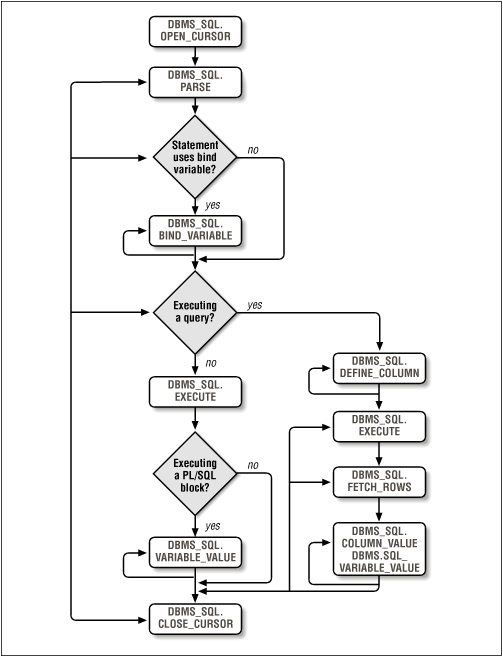 DBMS_SQL.
OPEN_CURSOR
DBMS_SQL.
PARSE
Statement
uses bind
variable?
no
yes
DBMS_SQL.
BIND_VARIABLE
Executing
a query?
yes
no
DBMS_SQL.
DEFINE_COLUMN
DBMS_SQL.
EXECUTE
DBMS_SQL.
EXECUTE
Executing
a PL/SQL
block?
no
yes
DBMS_SQL.
FETCH_ROWS
DBMS_SQL.
VARIABLE_VALUE
DBMS_SQL.
COLUMN_VALUE
DBMS.SQL_
VARIABLE_VALUE
DBMS_SQL.
CLOSE_CURSOR